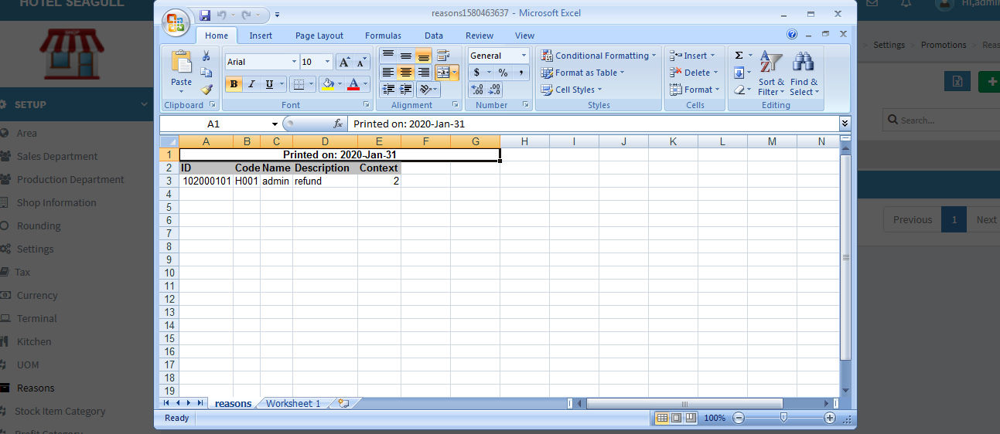 HOTEL SEAGULL
reasons1580463637 - Microsoft Excel
Hi,admin
Home Insert Page Layout Formulas Data Review View
Settings > Promotions > Reas
Paste
Clipboard
Arial 10
B I U
Font
Alignment
General
$ % ,
Number
Conditional Formatting
Format as Table
Cell Styles
Styles
Insert
Delete
Format
Cells
Σ
Sort & Filter
Find & Select
Editing
A1
fx
Printed on: 2020-Jan-31
Search...
Previous 1 Next
SETUP
Area
Sales Department
Production Department
Shop Information
Rounding
Settings
Tax
Currency
Terminal
Kitchen
UOM
Reasons
Stock Item Category
Profit Category
A B C D E F G H I J K L M N
1 Printed on: 2020-Jan-31
2 ID Code Name Description Context
3 102000101 H001 admin refund 2
4
5
6
7
8
9
10
11
12
13
14
15
16
17
18
19
reasons Worksheet 1
Ready
100%